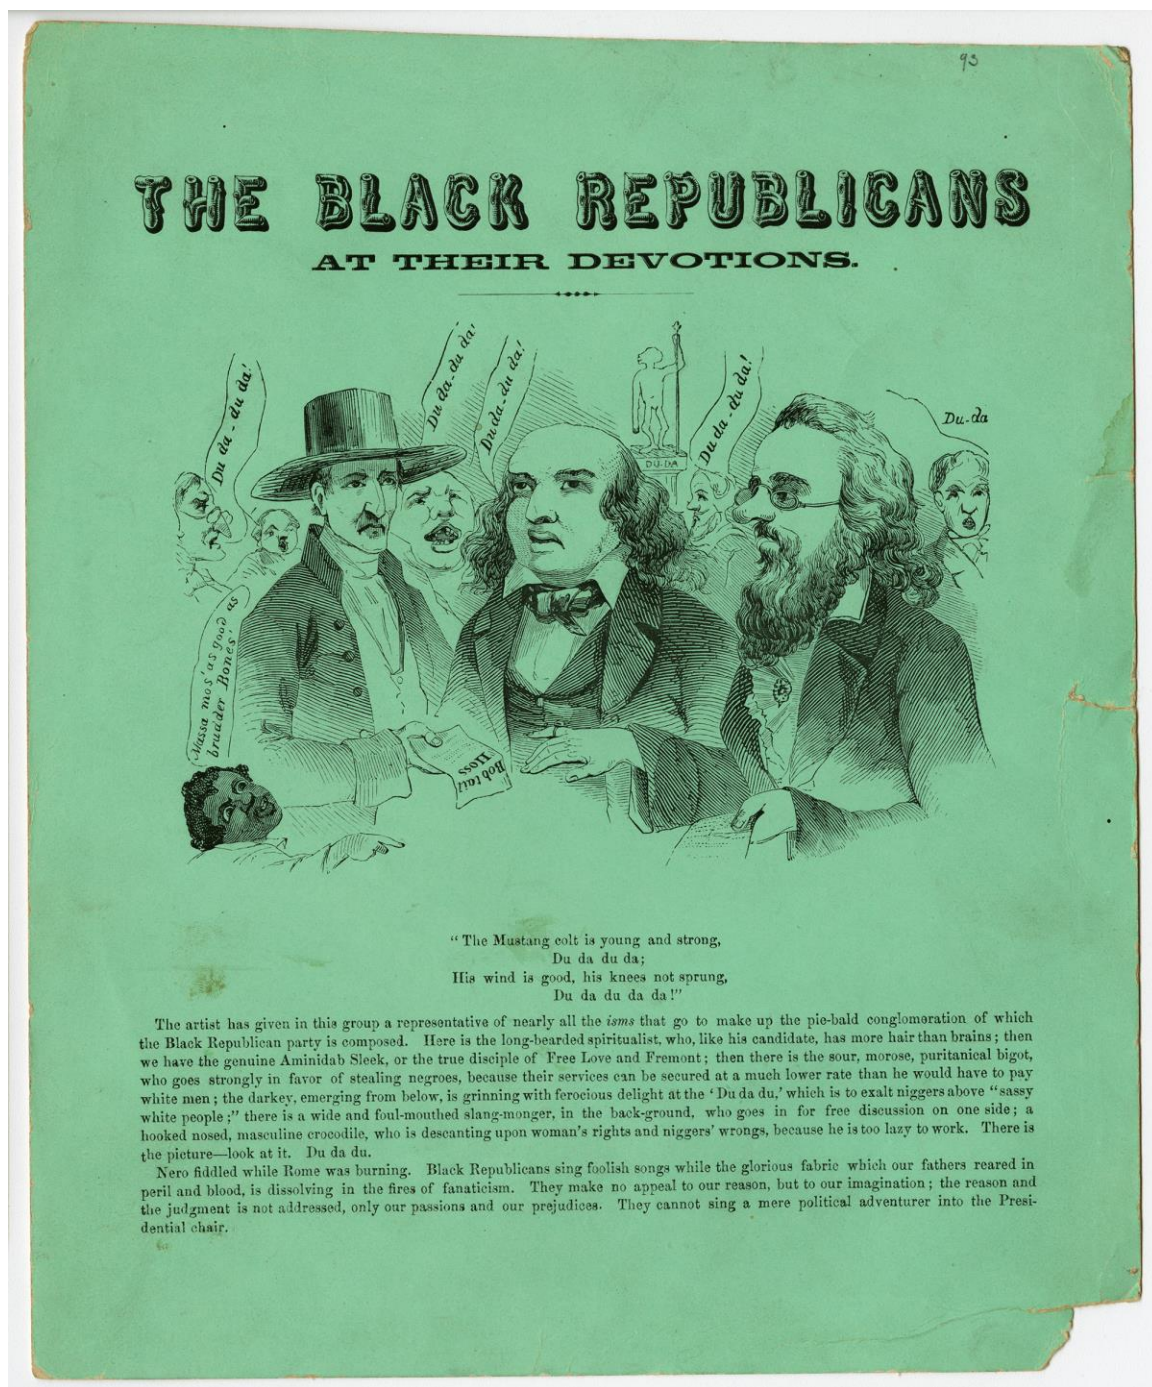 93
THE BLACK REPUBLICANS
AT THEIR DEVOTIONS.
Du da - du da!
Du da - du da!
Du da - du da!
DU-DA
Du da - du da!
Du-da
Massa mos' as good as
brudder Bones'
Bob tail
Hoss
“ The Mustang colt is young and strong,
Du da du da;
His wind is good, his knees not sprung,
Du da du da da!”
The artist has given in this group a representative of nearly all the isms that go to make up the pie-bald conglomeration of which
the Black Republican party is composed. Here is the long-bearded spiritualist, who, like his candidate, has more hair than brains; then
we have the genuine Aminidab Sleek, or the true disciple of Free Love and Fremont; then there is the sour, morose, puritanical bigot,
who goes strongly in favor of stealing negroes, because their services can be secured at a much lower rate than he would have to pay
white men; the darkey, emerging from below, is grinning with ferocious delight at the ‘Du da du,’ which is to exalt niggers above “sassy
white people;” there is a wide and foul-mouthed slang-monger, in the back-ground, who goes in for free discussion on one side; a
hooked nosed, masculine crocodile, who is descanting upon woman's rights and niggers' wrongs, because he is too lazy to work. There is
the picture—look at it. Du da du.
Nero fiddled while Rome was burning. Black Republicans sing foolish songs while the glorious fabric which our fathers reared in
peril and blood, is dissolving in the fires of fanaticism. They make no appeal to our reason, but to our imagination; the reason and
the judgment is not addressed, only our passions and our prejudices. They cannot sing a mere political adventurer into the Presi-
dential chair.